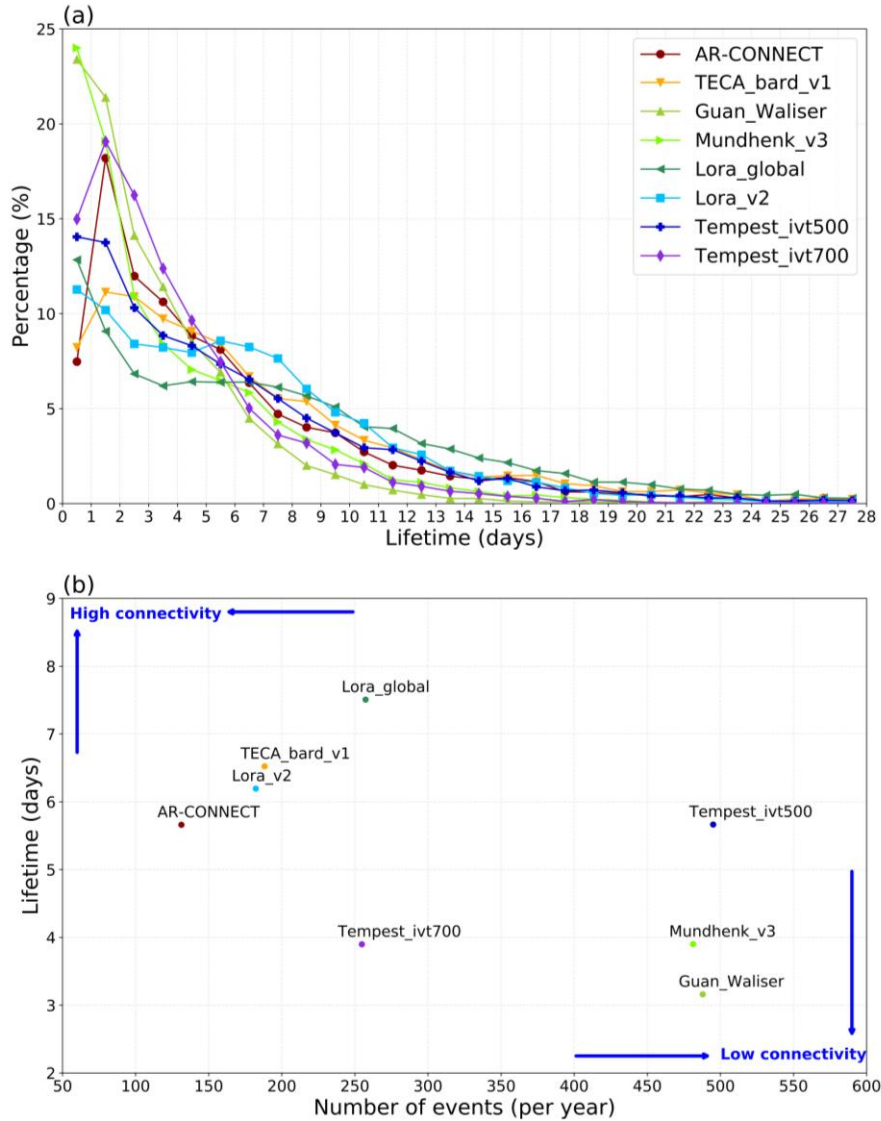 (a)
25
20
15
10
5
0
Percentage (%)
AR-CONNECT
TECA_bard_v1
Guan_Waliser
Mundhenk_v3
Lora_global
Lora_v2
Tempest_ivt500
Tempest_ivt700
0 1 2 3 4 5 6 7 8 9 10 11 12 13 14 15 16 17 18 19 20 21 22 23 24 25 26 27 28
Lifetime (days)
(b)
9
8
7
6
5
4
3
2
Lifetime (days)
High connectivity
Lora_global
TECA_bard_v1
Lora_v2
AR-CONNECT
Tempest_ivt500
Tempest_ivt700
Mundhenk_v3
Guan_Waliser
Low connectivity
50 100 150 200 250 300 350 400 450 500 550 600
Number of events (per year)